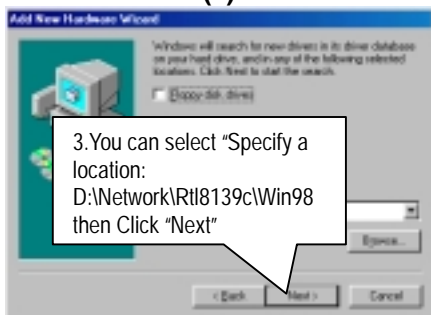 Add New Hardware Wizard
Windows will search for new drivers in its driver database
on your hard drive, and in any of the following selected
locations. Click Next to start the search.
Floppy disk drives
3.You can select “Specify a
location:
D:\Network\Rtl8139c\Win98
then Click “Next”
Browse...
< Back
Next >
Cancel